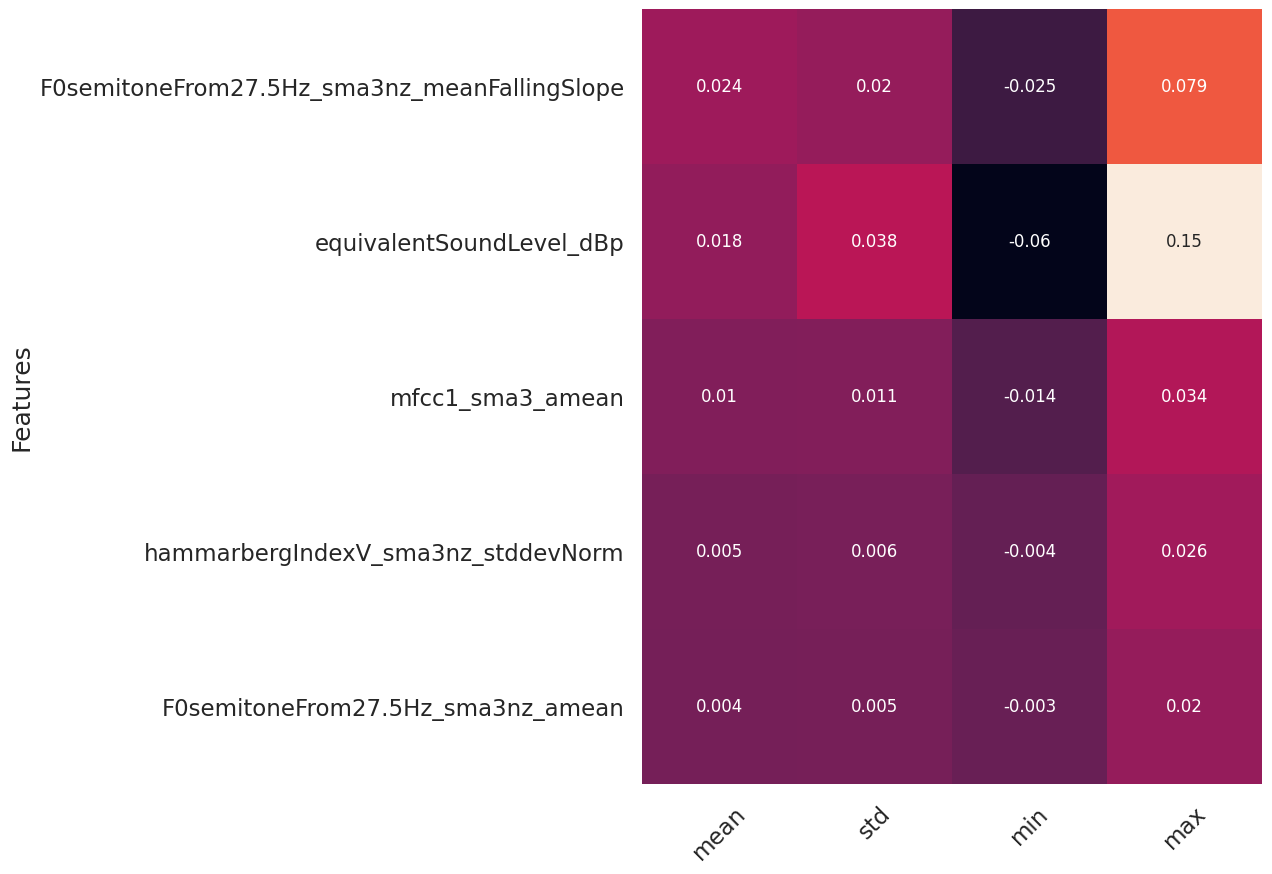 Features
F0semitoneFrom27.5Hz_sma3nz_meanFallingSlope 0.024 0.02 -0.025 0.079
equivalentSoundLevel_dBp 0.018 0.038 -0.06 0.15
mfcc1_sma3_amean 0.01 0.011 -0.014 0.034
hammarbergIndexV_sma3nz_stddevNorm 0.005 0.006 -0.004 0.026
F0semitoneFrom27.5Hz_sma3nz_amean 0.004 0.005 -0.003 0.02
mean std min max